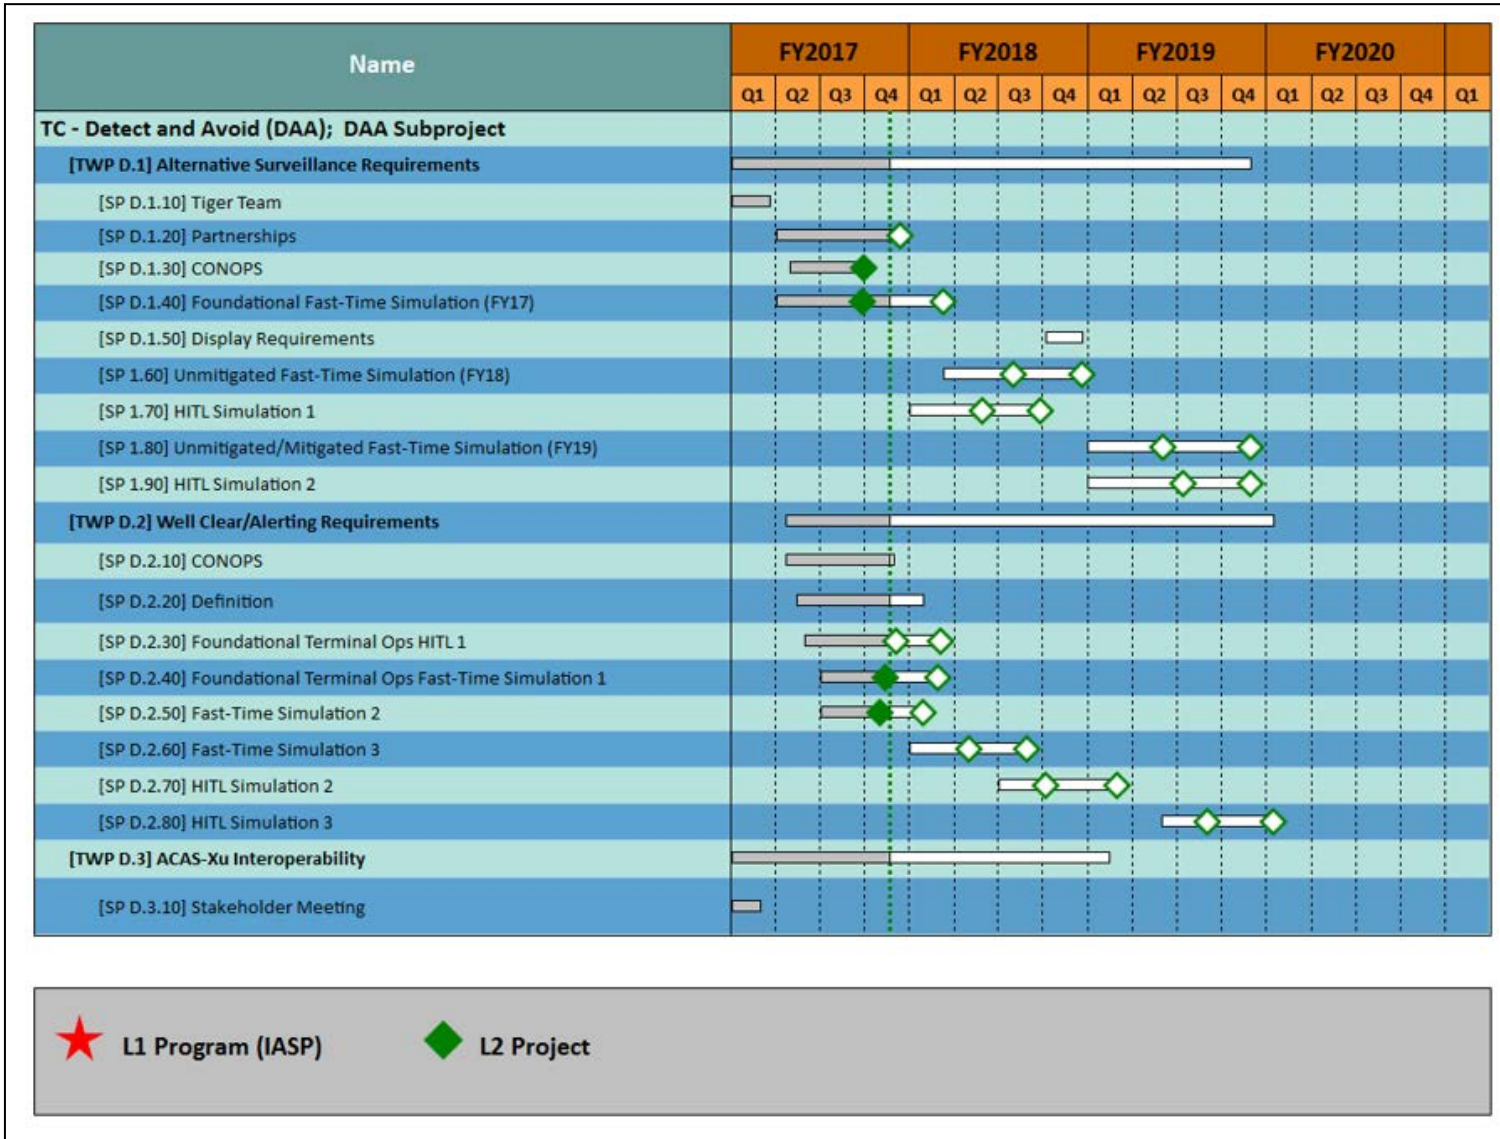 Name
FY2017 FY2018 FY2019 FY2020
Q1 Q2 Q3 Q4 Q1 Q2 Q3 Q4 Q1 Q2 Q3 Q4 Q1 Q2 Q3 Q4 Q1
TC - Detect and Avoid (DAA); DAA Subproject
[TWP D.1] Alternative Surveillance Requirements
[SP D.1.10] Tiger Team
[SP D.1.20] Partnerships
[SP D.1.30] CONOPS
[SP D.1.40] Foundational Fast-Time Simulation (FY17)
[SP D.1.50] Display Requirements
[SP 1.60] Unmitigated Fast-Time Simulation (FY18)
[SP 1.70] HITL Simulation 1
[SP 1.80] Unmitigated/Mitigated Fast-Time Simulation (FY19)
[SP 1.90] HITL Simulation 2
[TWP D.2] Well Clear/Alerting Requirements
[SP D.2.10] CONOPS
[SP D.2.20] Definition
[SP D.2.30] Foundational Terminal Ops HITL 1
[SP D.2.40] Foundational Terminal Ops Fast-Time Simulation 1
[SP D.2.50] Fast-Time Simulation 2
[SP D.2.60] Fast-Time Simulation 3
[SP D.2.70] HITL Simulation 2
[SP D.2.80] HITL Simulation 3
[TWP D.3] ACAS-Xu Interoperability
[SP D.3.10] Stakeholder Meeting
L1 Program (IASP) L2 Project